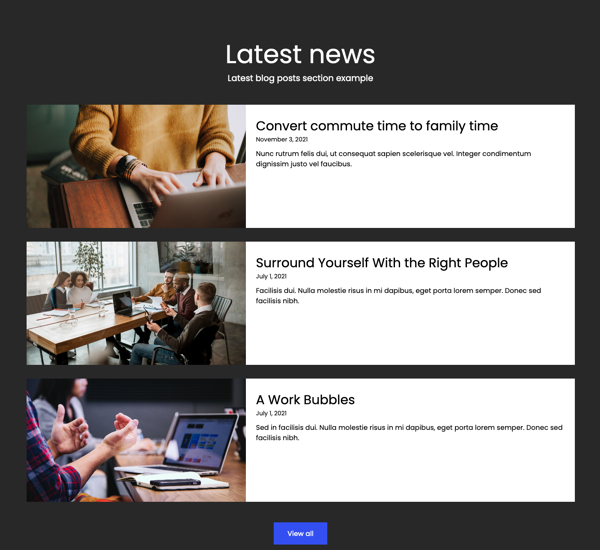 Latest news
Latest blog posts section example
Convert commute time to family time
November 3, 2021
Nunc rutrum felis dui, ut consequat sapien scelerisque vel. Integer condimentum
dignissim justo vel faucibus.
Surround Yourself With the Right People
July 1, 2021
Facilisis dui. Nulla molestie risus in mi dapibus, eget porta lorem semper. Donec sed
facilisis nibh.
A Work Bubbles
July 1, 2021
Sed in facilisis dui. Nulla molestie risus in mi dapibus, eget porta lorem semper. Donec sed
facilisis nibh.
View all